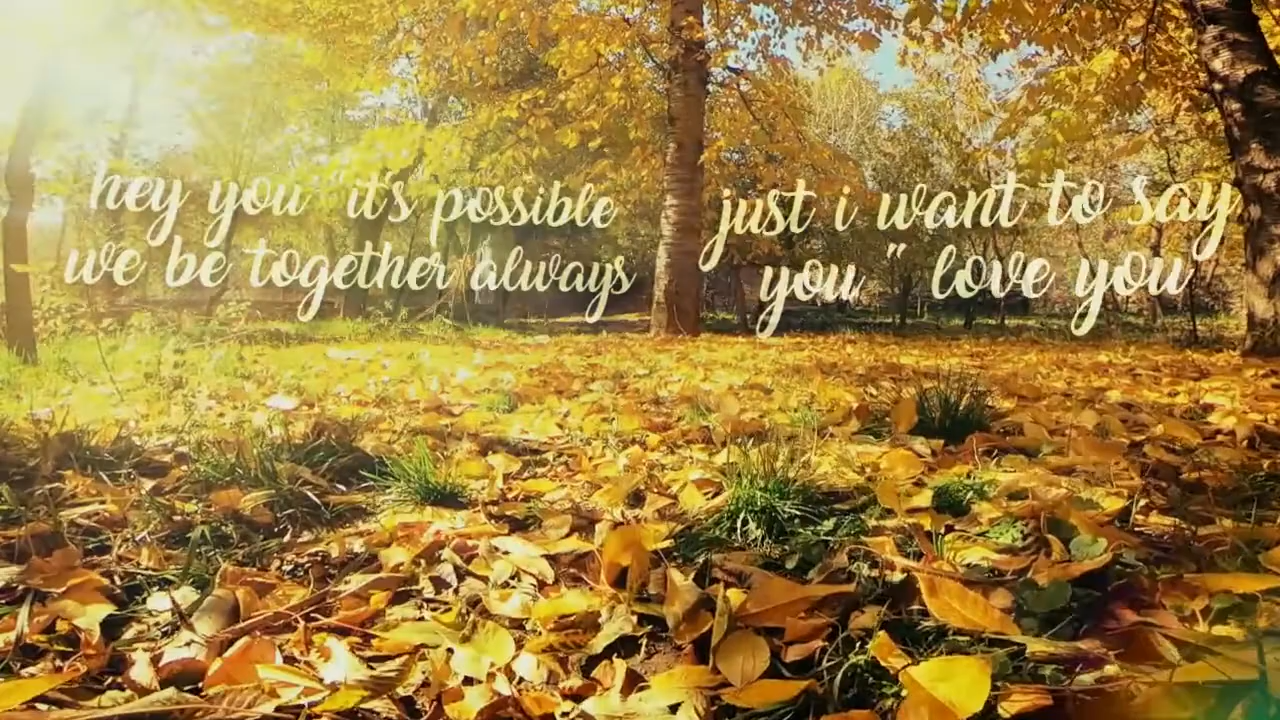 hey you "it's possible
we be together always
just i want to say
you " love you